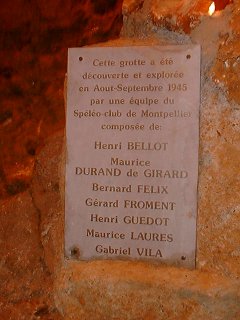 Cette grotte a été
découverte et explorée
en Aout-Septembre 1945
par une équipe du
Spéléo-club de Montpellier
composée de:
Henri BELLOT
Maurice
DURAND de GIRARD
Bernard FELIX
Gérard FROMENT
Henri GUEDOT
Maurice LAURES
Gabriel VILA